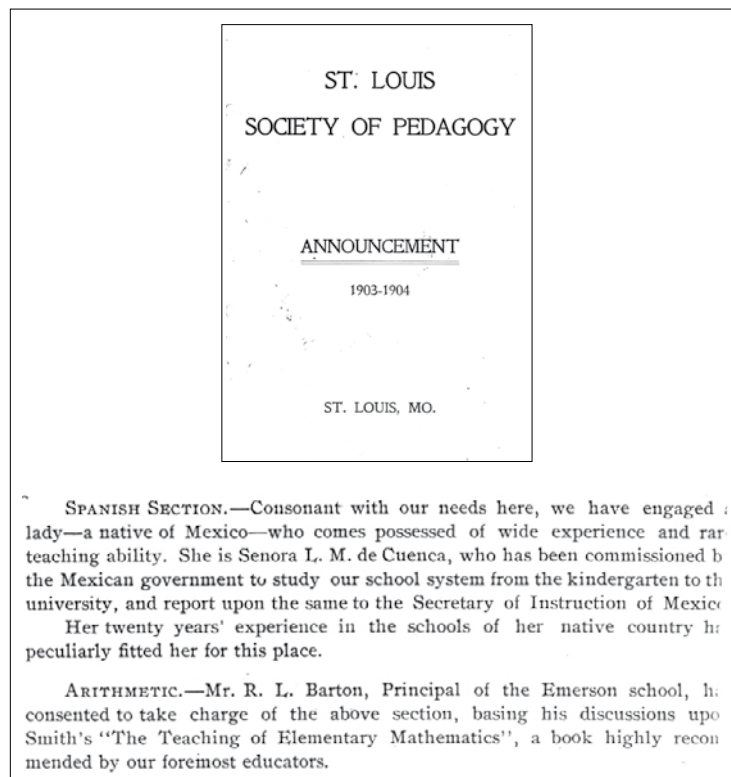 ST. LOUIS
SOCIETY OF PEDAGOGY
ANNOUNCEMENT
1903-1904
ST. LOUIS, MO.
SPANISH SECTION.—Consonant with our needs here, we have engaged
lady—a native of Mexico—who comes possessed of wide experience and rar
teaching ability. She is Senora L. M. de Cuenca, who has been commissioned b
the Mexican government to study our school system from the kindergarten to th
university, and report upon the same to the Secretary of Instruction of Mexic
Her twenty years' experience in the schools of her native country h
peculiarly fitted her for this place.
ARITHMETIC.—Mr. R. L. Barton, Principal of the Emerson school, h
consented to take charge of the above section, basing his discussions upo
Smith's "The Teaching of Elementary Mathematics", a book highly recom
mended by our foremost educators.